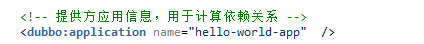 <!-- 提供方应用信息，用于计算依赖关系 -->
<dubbo:application name="hello-world-app"  />